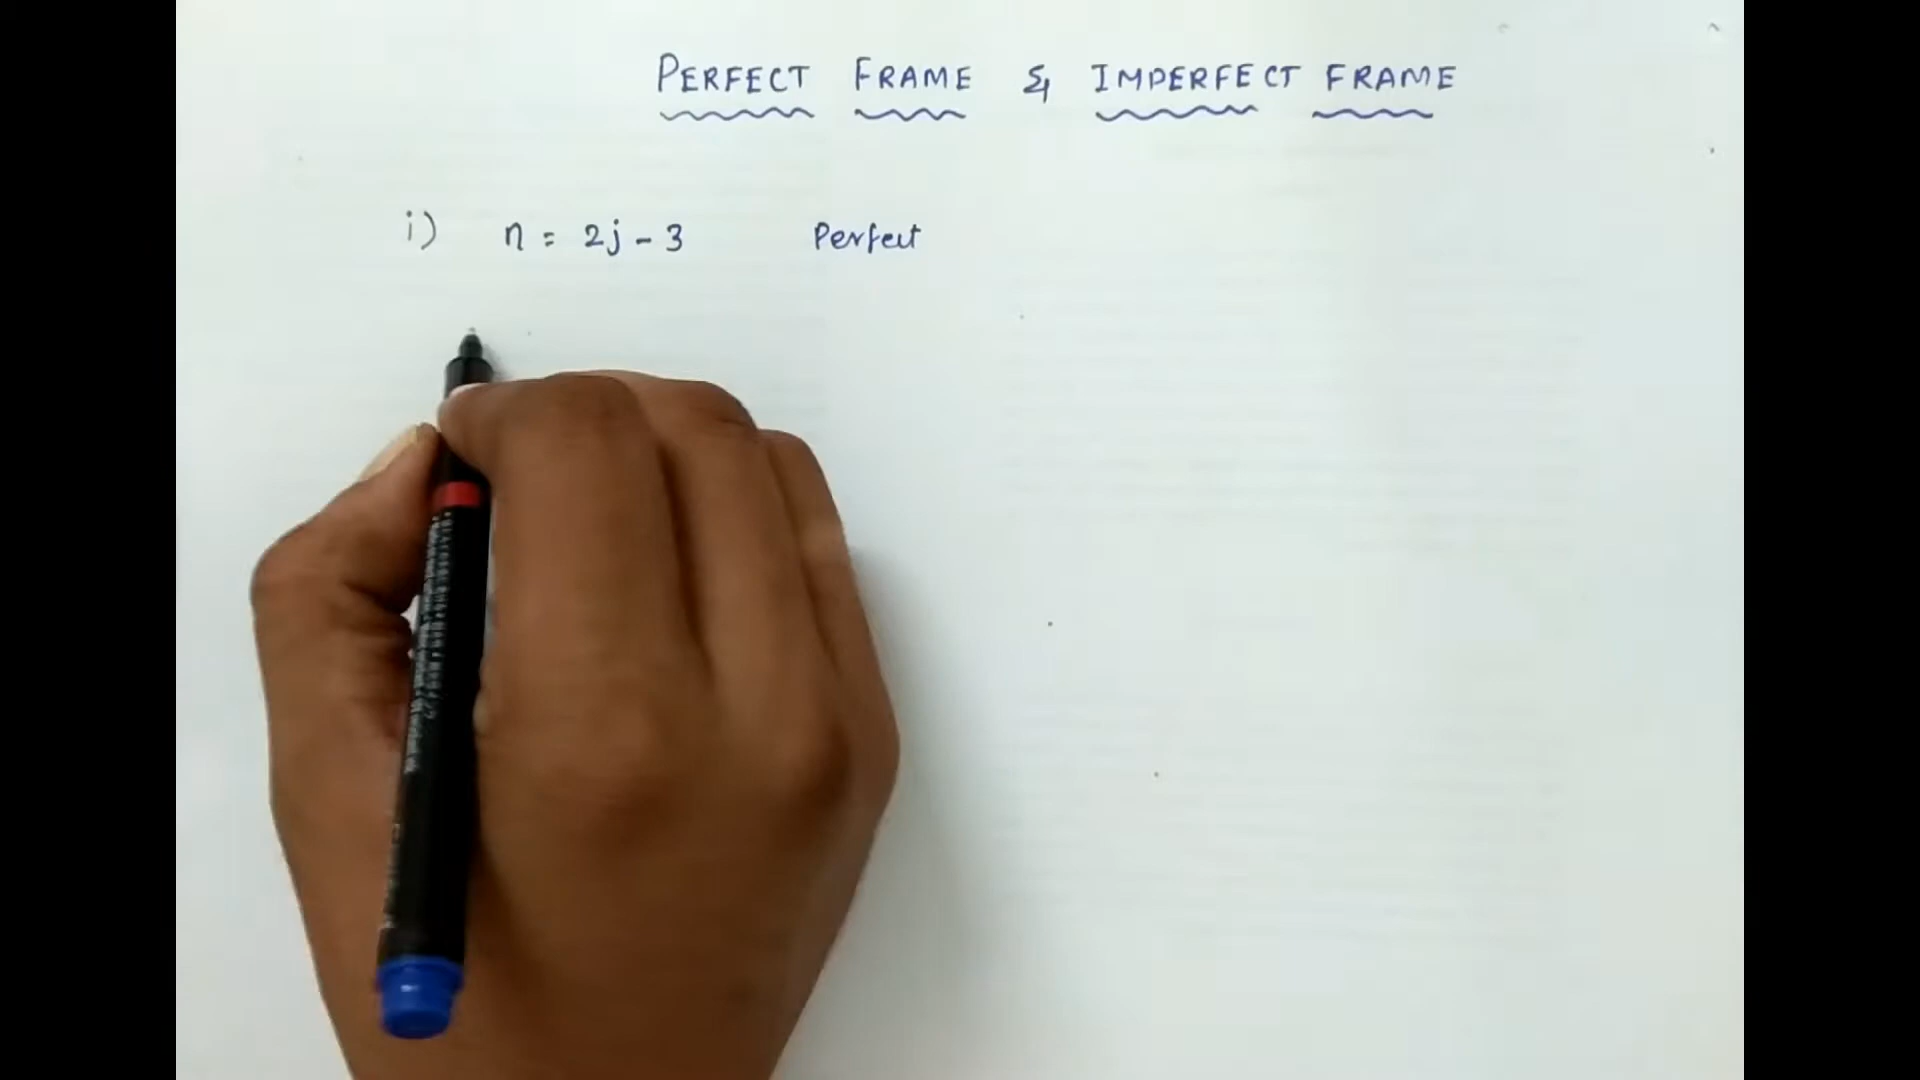 PERFECT FRAME & IMPERFECT FRAME
i) n = 2j - 3 Perfect